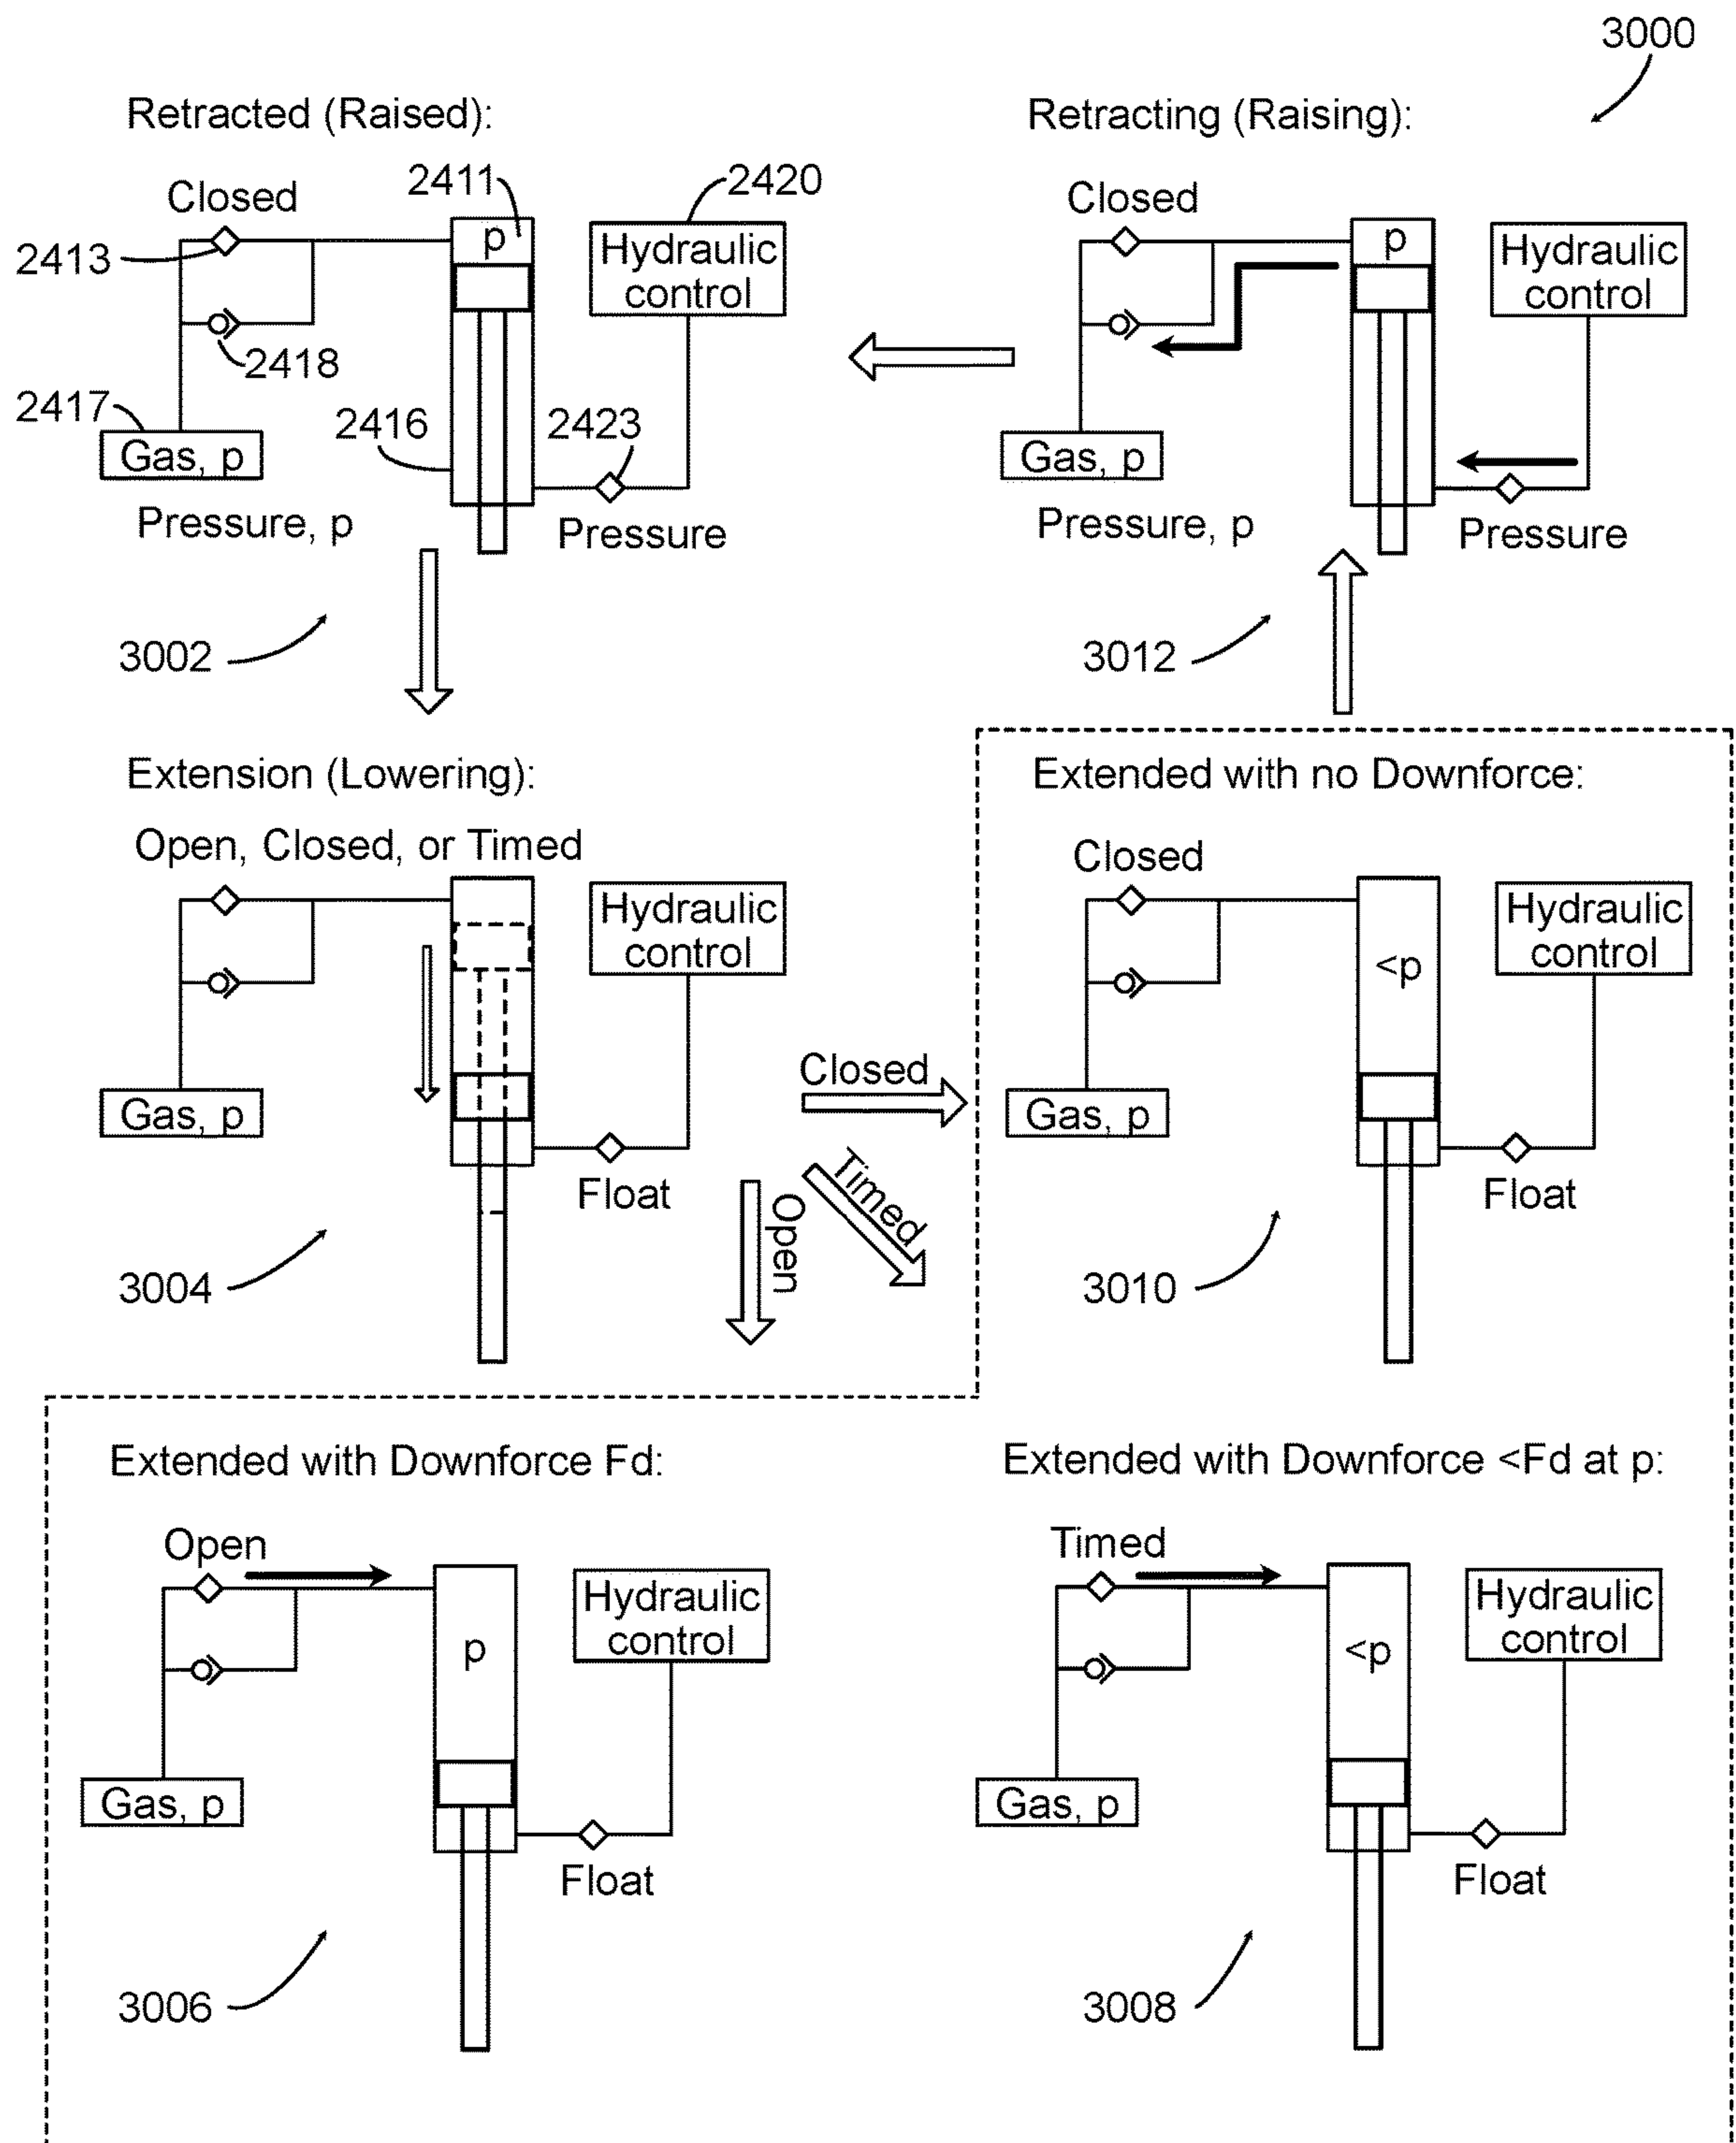 3000
Retracted (Raised):
Closed
2411
2420
2413
p
Hydraulic
control
2418
2417
2416
2423
Gas, p
Pressure, p
Pressure
3002
Retracting (Raising):
Closed
p
Hydraulic
control
Gas, p
Pressure, p
Pressure
3012
Extension (Lowering):
Open, Closed, or Timed
Hydraulic
control
Gas, p
Float
3004
Closed
Timed
Open
Extended with no Downforce:
Closed
<p
Hydraulic
control
Gas, p
Float
3010
Extended with Downforce Fd:
Open
p
Hydraulic
control
Gas, p
Float
3006
Extended with Downforce <Fd at p:
Timed
<p
Hydraulic
control
Gas, p
Float
3008